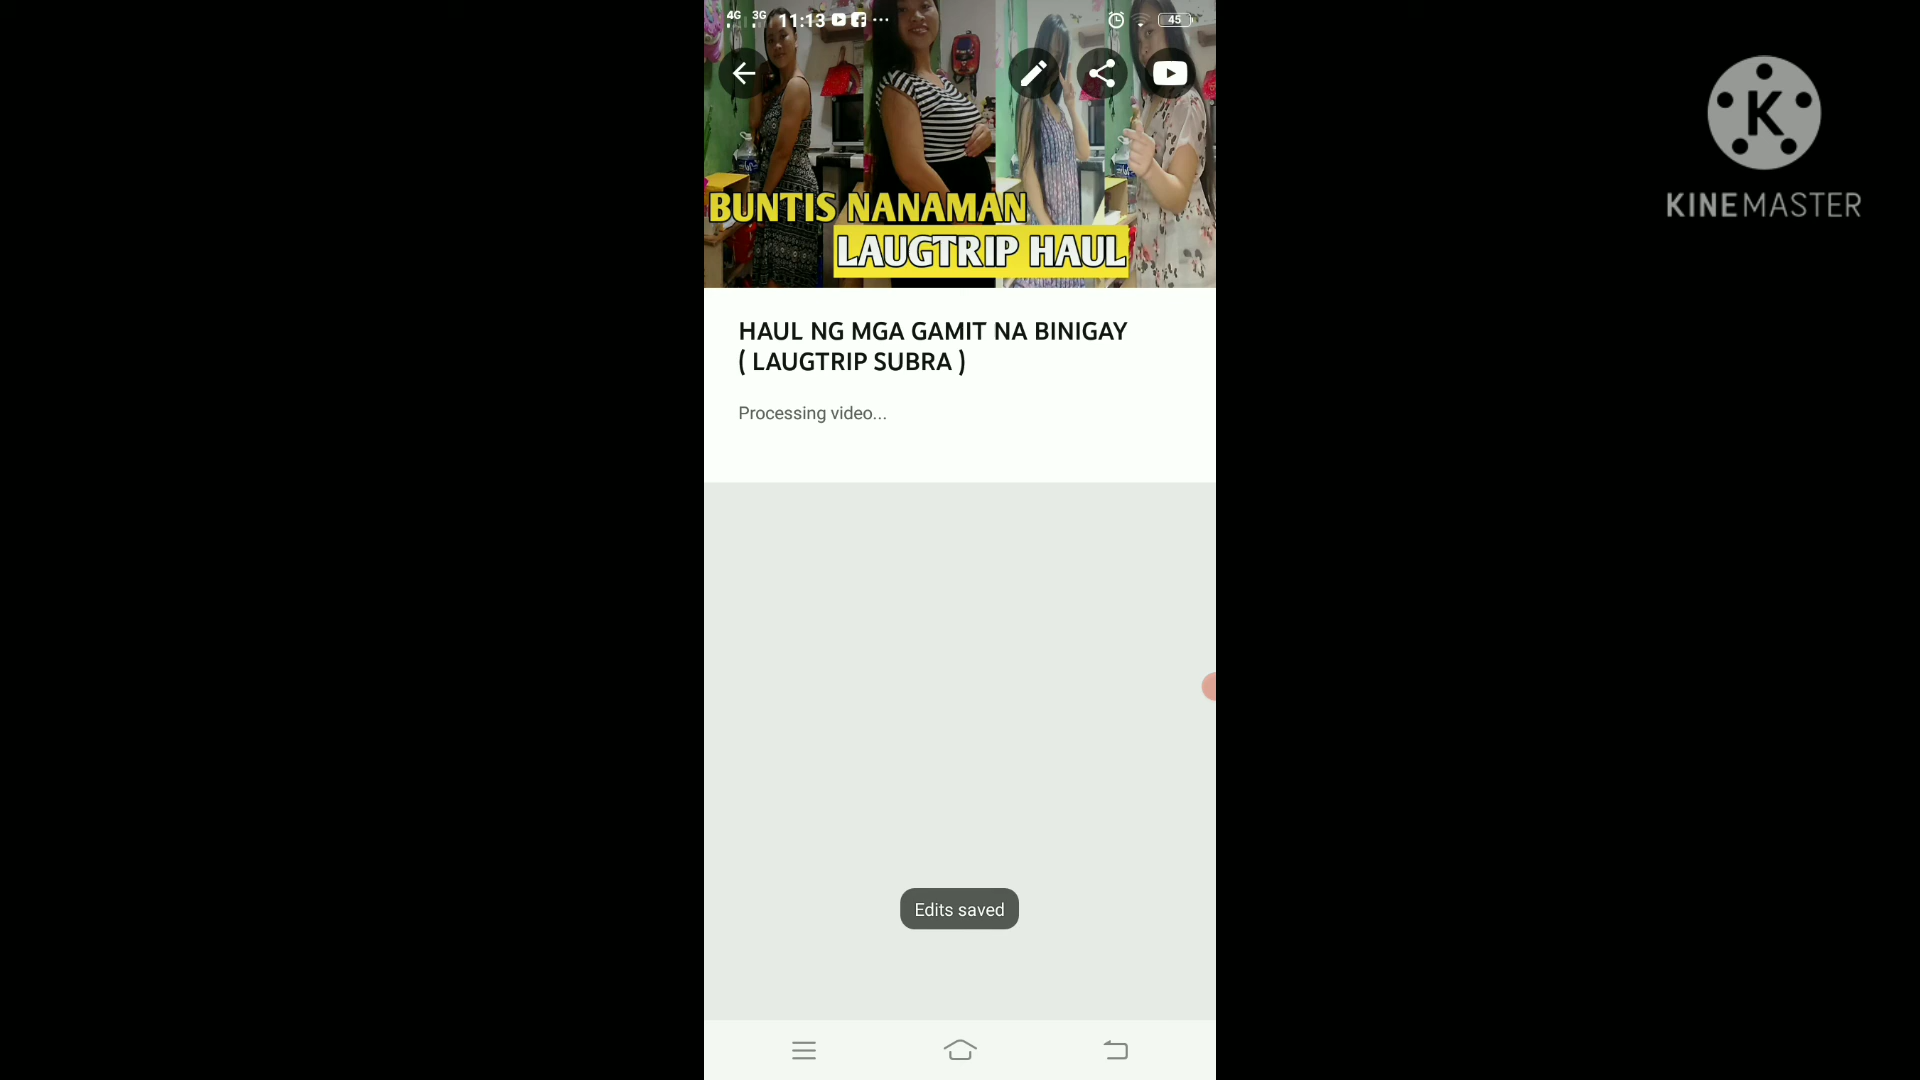 4G 3G 11:13 45
BUNTIS NANAMAN
LAUGTRIP HAUL
HAUL NG MGA GAMIT NA BINIGAY
( LAUGTRIP SUBRA )
Processing video...
Edits saved
K
KINEMASTER